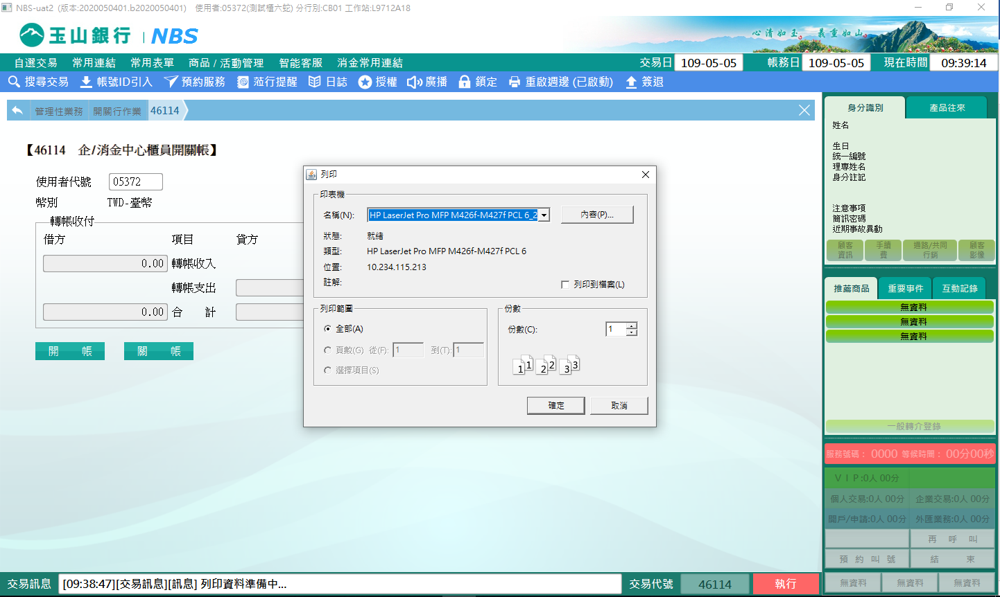 NBS-uat2 (版本:2020050401.b2020050401) 使用者:05372(測試櫃六蛇) 分行別:CB01 工作站:L9712A18
玉山銀行 NBS
心清如玉。義重如山。
自選交易 常用連結 常用表單 商品 / 活動管理 智能客服 消金常用連結 交易日 109-05-05 帳務日 109-05-05 現在時間 09:39:14
搜尋交易 帳號ID引入 預約服務 蒞行提醒 日誌 授權 廣播 鎖定 重啟週邊 (已啟動) 簽退
管理性業務 開關行作業 46114
【46114 企/消金中心櫃員開關帳】
使用者代號 05372
幣別 TWD-臺幣
轉帳收付
借方 項目 貸方
0.00 轉帳收入
轉帳支出
0.00 合 計
開 帳 關 帳
列印
印表機
名稱(N): HP LaserJet Pro MFP M426f-M427f PCL 6_2 內容(P)...
狀態: 就緒
類型: HP LaserJet Pro MFP M426f-M427f PCL 6
位置: 10.234.115.213
註解: 列印到檔案(L)
列印範圍 份數
全部(A) 份數(C): 1
頁數(G) 從(F): 1 到(T): 1
選擇項目(S)
1 1 2 2 3 3
確定 取消
身分識別 產品往來
姓名
生日
統一編號
理專姓名
身分註記
注意事項
簡訊密碼
近期事故異動
顧客資訊 手續費 通路/共同行銷 顧客影像
推薦商品 重要事件 互動記錄
無資料
無資料
無資料
一般轉介登錄
服務號碼： 0000 等候時間： 00分00秒
ＶＩＰ:0人 00分
個人交易:0人 00分 企業交易:0人 00分
開戶/申請:0人 00分 外匯業務:0人 00分
再 呼 叫
預 約 叫 號 結 束
無資料 無資料 無資料
交易訊息 [09:38:47][交易訊息][訊息] 列印資料準備中... 交易代號 46114 執行